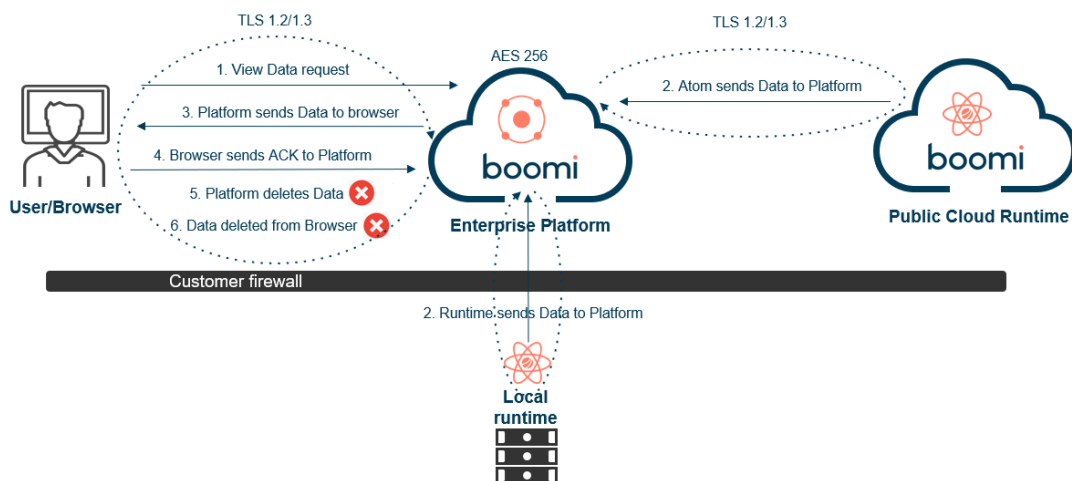 TLS 1.2/1.3
TLS 1.2/1.3
AES 256
1. View Data request
2. Atom sends Data to Platform
3. Platform sends Data to browser
4. Browser sends ACK to Platform
boomi
boomi
5. Platform deletes Data
User/Browser
6. Data deleted from Browser
Enterprise Platform
Public Cloud Runtime
Customer firewall
2. Runtime sends Data to Platform
Local
runtime